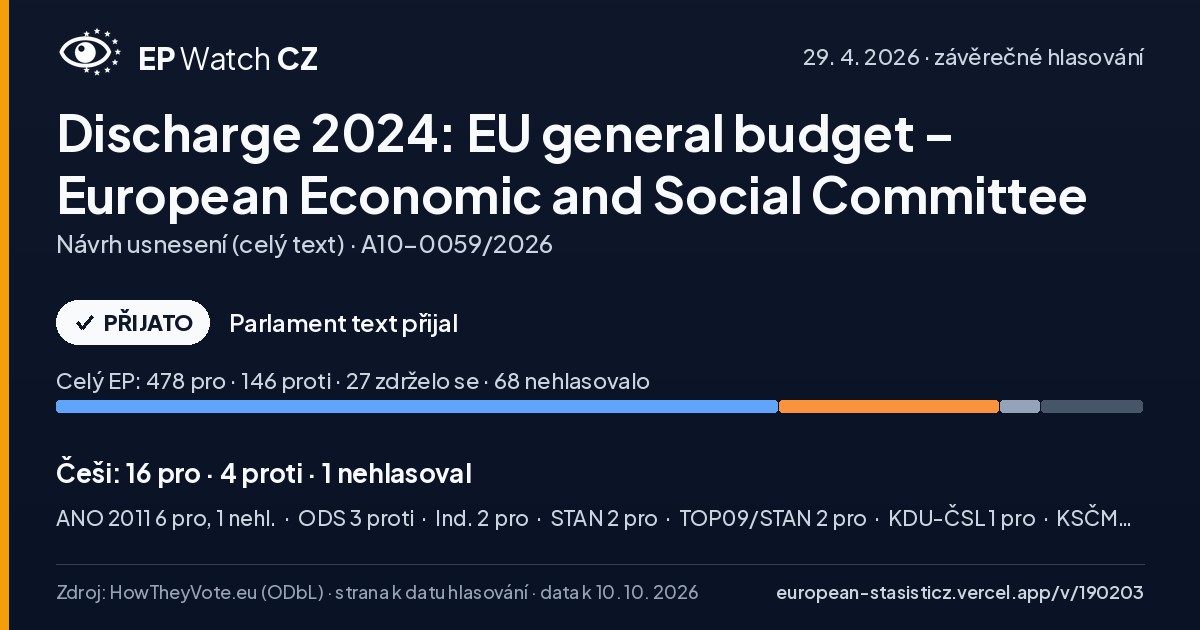 EP Watch CZ
29. 4. 2026 · závěrečné hlasování
Discharge 2024: EU general budget –
European Economic and Social Committee
Návrh usnesení (celý text) · A10-0059/2026
✓ PŘIJATO
Parlament text přijal
Celý EP: 478 pro · 146 proti · 27 zdrželo se · 68 nehlasovalo
Češi: 16 pro · 4 proti · 1 nehlasoval
ANO 2011 6 pro, 1 nehl. · ODS 3 proti · Ind. 2 pro · STAN 2 pro · TOP09/STAN 2 pro · KDU-ČSL 1 pro · KSČM…
Zdroj: HowTheyVote.eu (ODbL) · strana k datu hlasování · data k 10. 10. 2026
european-stasisticz.vercel.app/v/190203